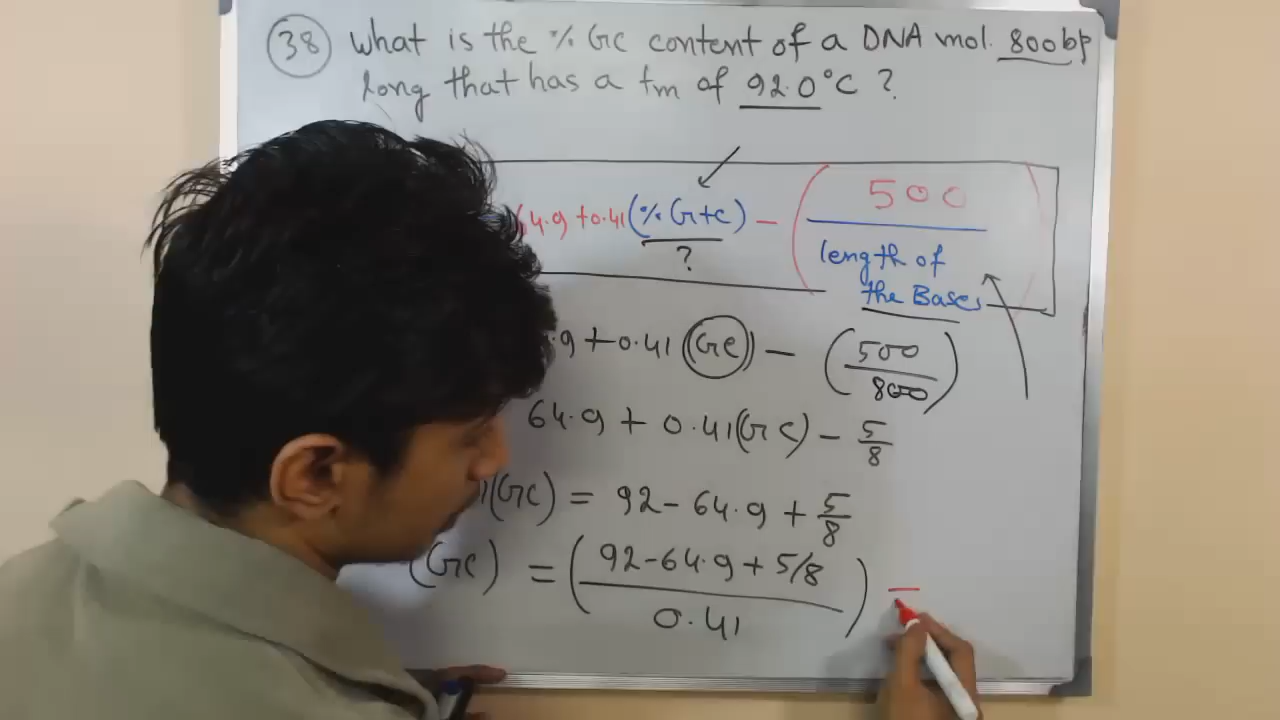 38 What is the % GC content of a DNA mol. 800bp
long that has a tm of 92.0°C ?
64.9 + 0.41 (% G+C) - ( 500
length of
the Bases )
?
.9 + 0.41 (GC) - (500/800)
64.9 + 0.41(GC) - 5/8
(GC) = 92 - 64.9 + 5/8
(GC) = ( 92-64.9 + 5/8
0.41 )